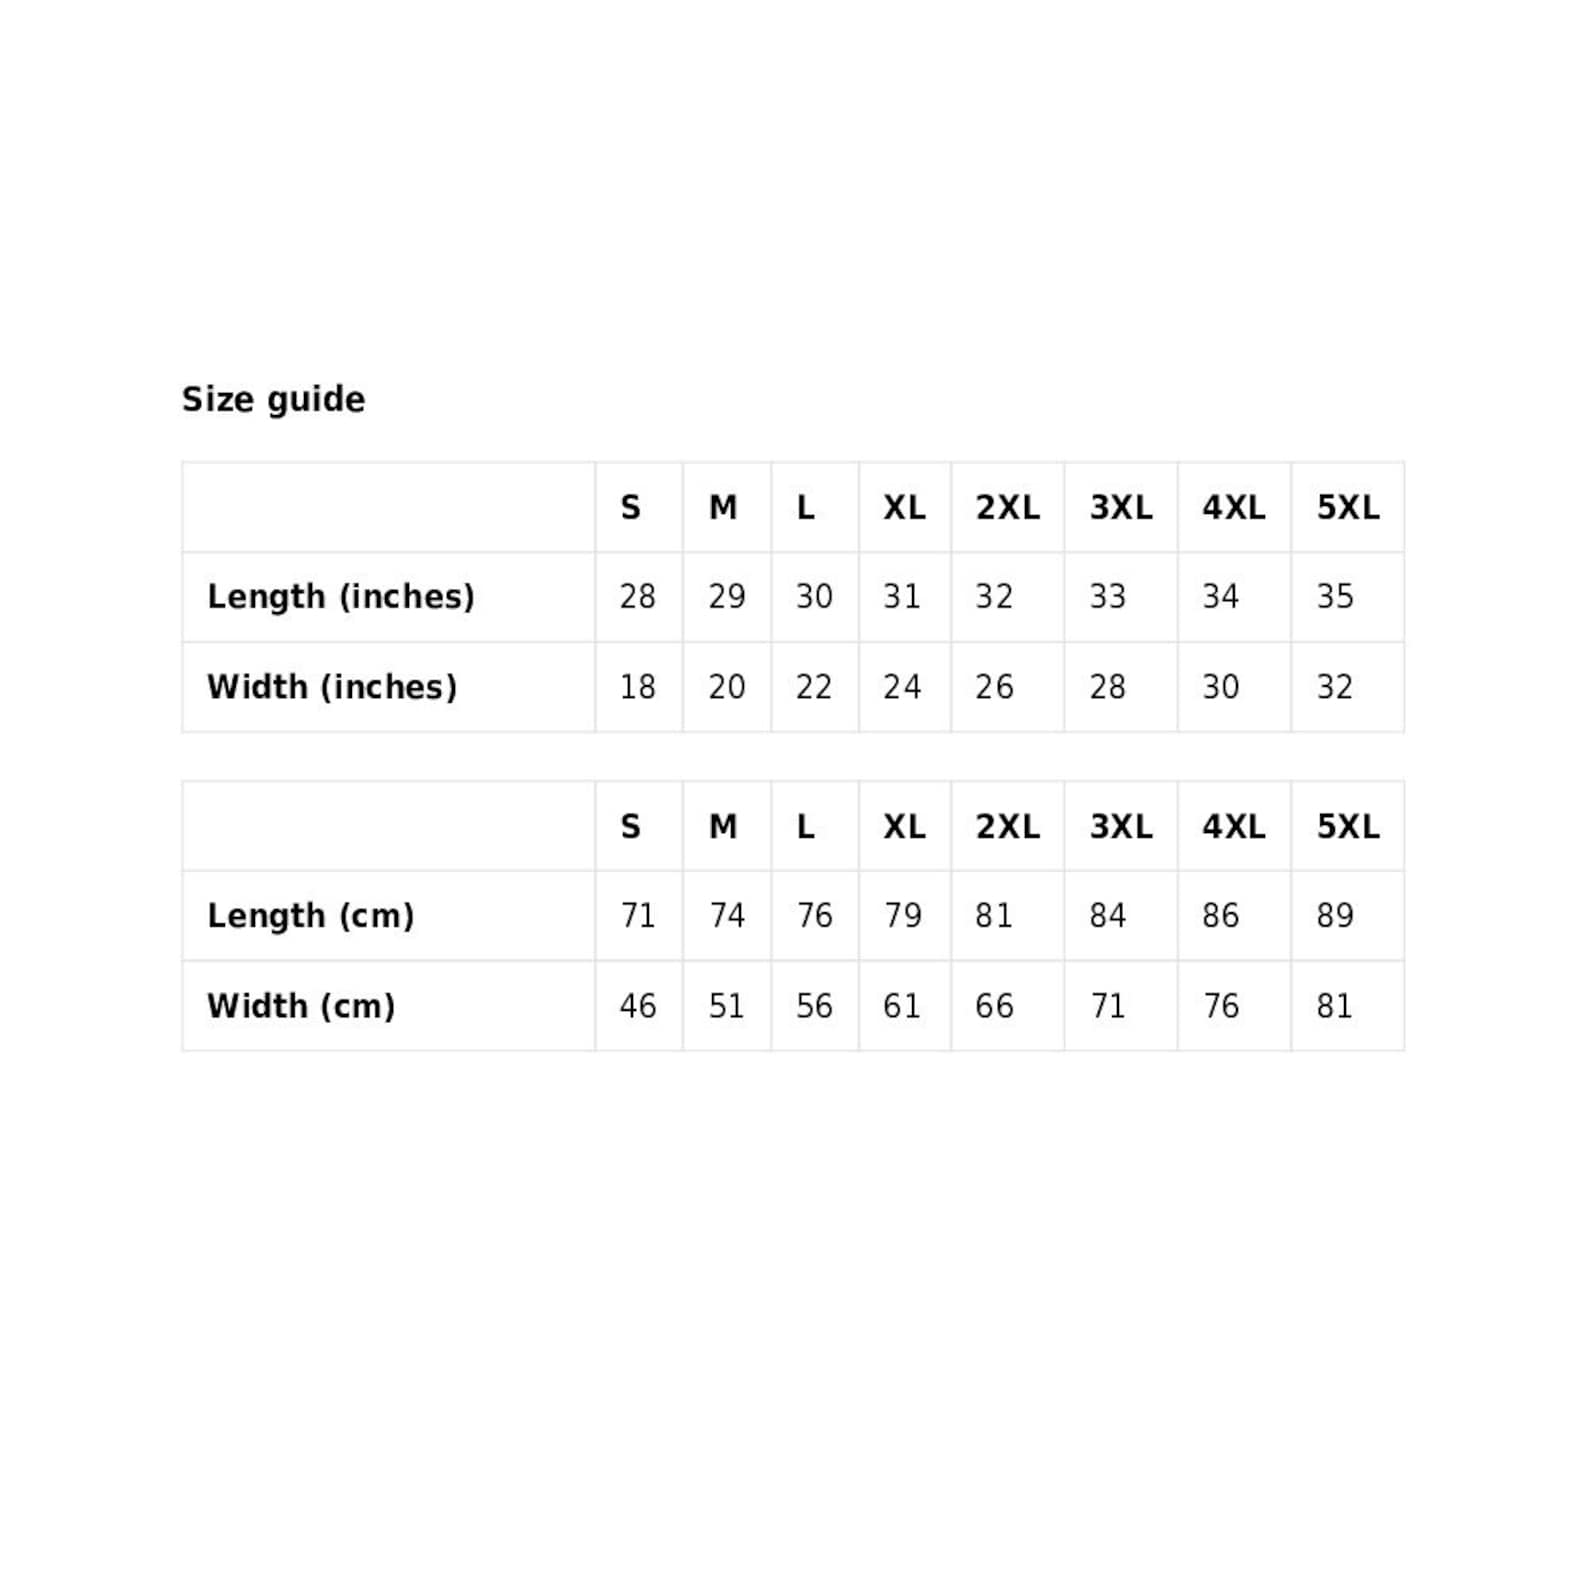 Size guide
S M L XL 2XL 3XL 4XL 5XL
Length (inches) 28 29 30 31 32 33 34 35
Width (inches) 18 20 22 24 26 28 30 32
S M L XL 2XL 3XL 4XL 5XL
Length (cm) 71 74 76 79 81 84 86 89
Width (cm) 46 51 56 61 66 71 76 81